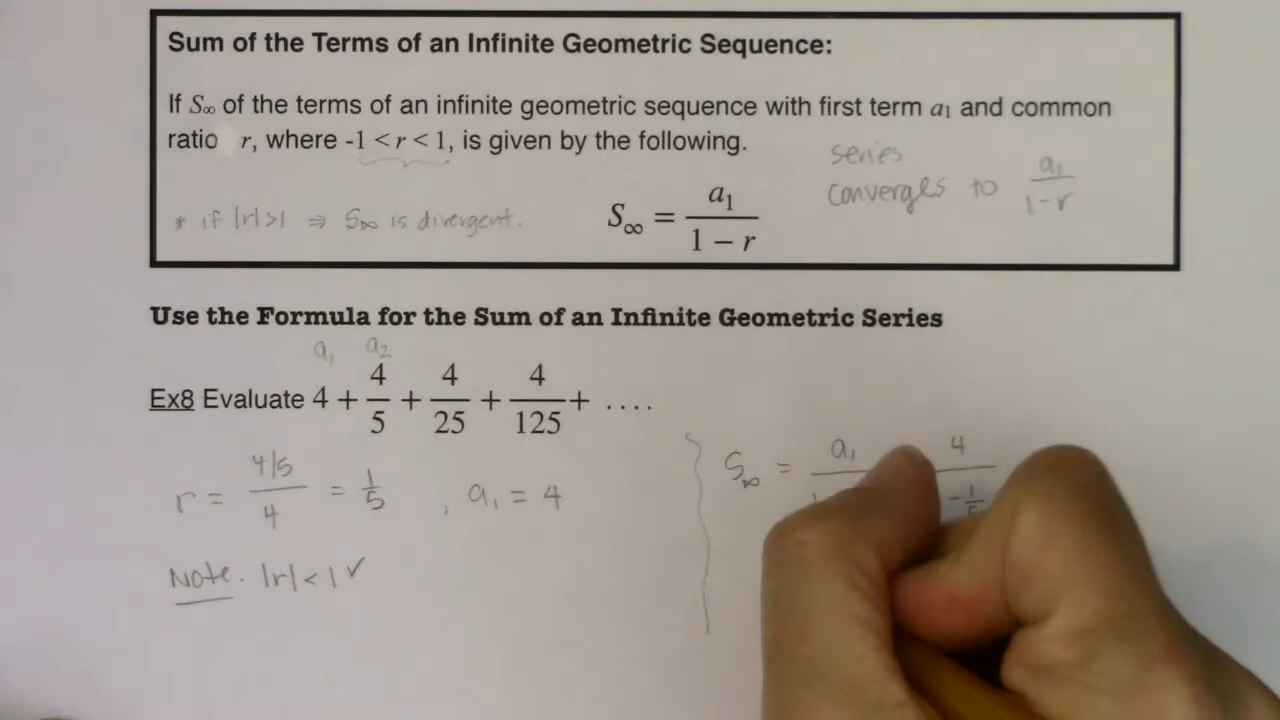 Sum of the Terms of an Infinite Geometric Sequence:
If S∞ of the terms of an infinite geometric sequence with first term a₁ and common
ratio r, where -1 < r < 1, is given by the following.
series
converges to a₁/(1-r)
* if |r|>1 ⇒ S∞ is divergent.
S∞ = a₁/(1 − r)
Use the Formula for the Sum of an Infinite Geometric Series
a₁ a₂
Ex8 Evaluate 4 + 4/5 + 4/25 + 4/125 + ....
r = (4/5)/4 = 1/5 , a₁ = 4
S∞ = a₁ 4
Note. |r| < 1 ✓